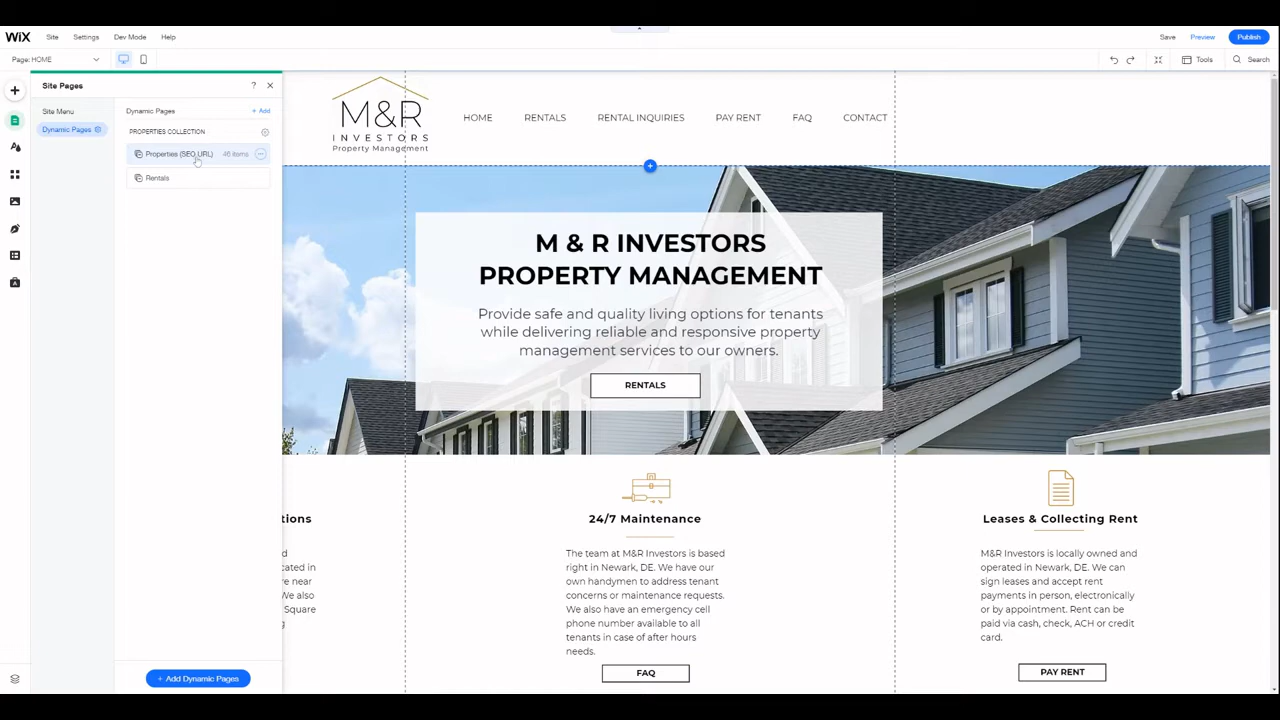 WiX
Site
Settings
Dev Mode
Help
Save
Preview
Publish
Page: HOME
Tools
Search
Site Pages
?
Site Menu
Dynamic Pages
Dynamic Pages
+ Add
PROPERTIES COLLECTION
Properties (SEO URL)
46 items
Rentals
+ Add Dynamic Pages
M&R
INVESTORS
Property Management
HOME
RENTALS
RENTAL INQUIRIES
PAY RENT
FAQ
CONTACT
M & R INVESTORS
PROPERTY MANAGEMENT
Provide safe and quality living options for tenants
while delivering reliable and responsive property
management services to our owners.
RENTALS
tions
d
cated in
re near
We also
Square
g
24/7 Maintenance
The team at M&R Investors is based
right in Newark, DE. We have our
own handymen to address tenant
concerns or maintenance requests.
We also have an emergency cell
phone number available to all
tenants in case of after hours
needs.
FAQ
Leases & Collecting Rent
M&R Investors is locally owned and
operated in Newark, DE. We can
sign leases and accept rent
payments in person, electronically
or by appointment. Rent can be
paid via cash, check, ACH or credit
card.
PAY RENT